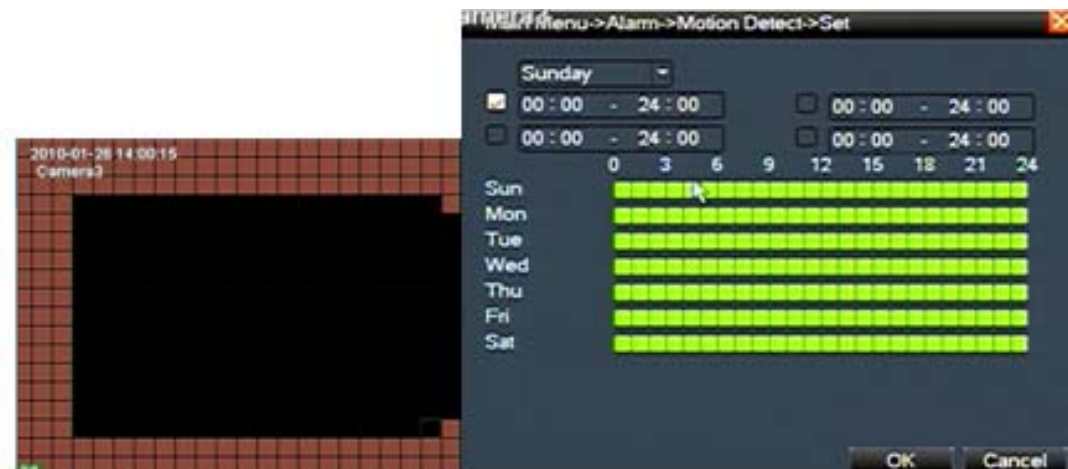 2010-01-26 14:00:15
Camera3
Main Menu->Alarm->Motion Detect->Set
Sunday
00 : 00 - 24 : 00
00 : 00 - 24 : 00
00 : 00 - 24 : 00
00 : 00 - 24 : 00
0 3 6 9 12 15 18 21 24
Sun
Mon
Tue
Wed
Thu
Fri
Sat
OK Cancel